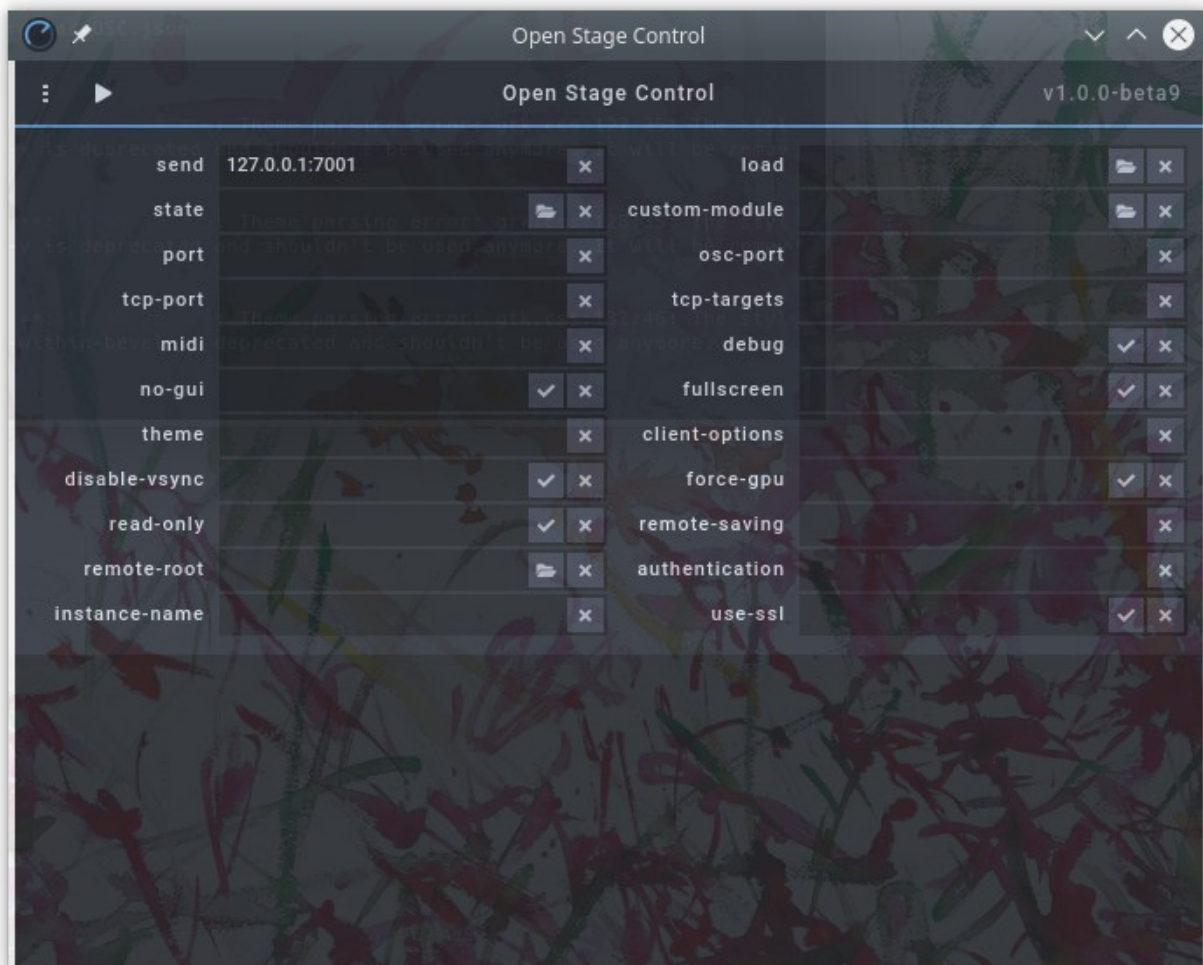 Open Stage Control
Open Stage Control v1.0.0-beta9
send 127.0.0.1:7001 load
state custom-module
port osc-port
tcp-port tcp-targets
midi debug
no-gui fullscreen
theme client-options
disable-vsync force-gpu
read-only remote-saving
remote-root authentication
instance-name use-ssl